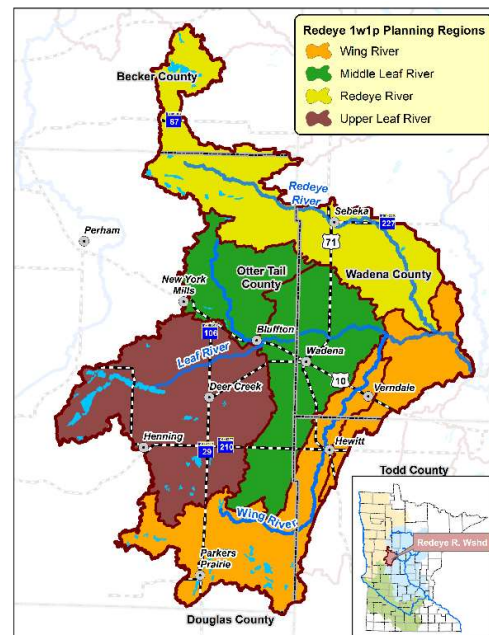 Redeye 1w1p Planning Regions
Wing River
Middle Leaf River
Redeye River
Upper Leaf River
Becker County
67
Redeye
River
Sebeka
227
Perham
71
Otter Tail
County
Wadena County
New York
Mills
Bluffton
106
Leaf River
Wadena
10
Deer Creek
Verndale
Henning
29
210
Hewitt
Todd County
Wing River
Redeye R. Wshd
Parkers
Prairie
Douglas County